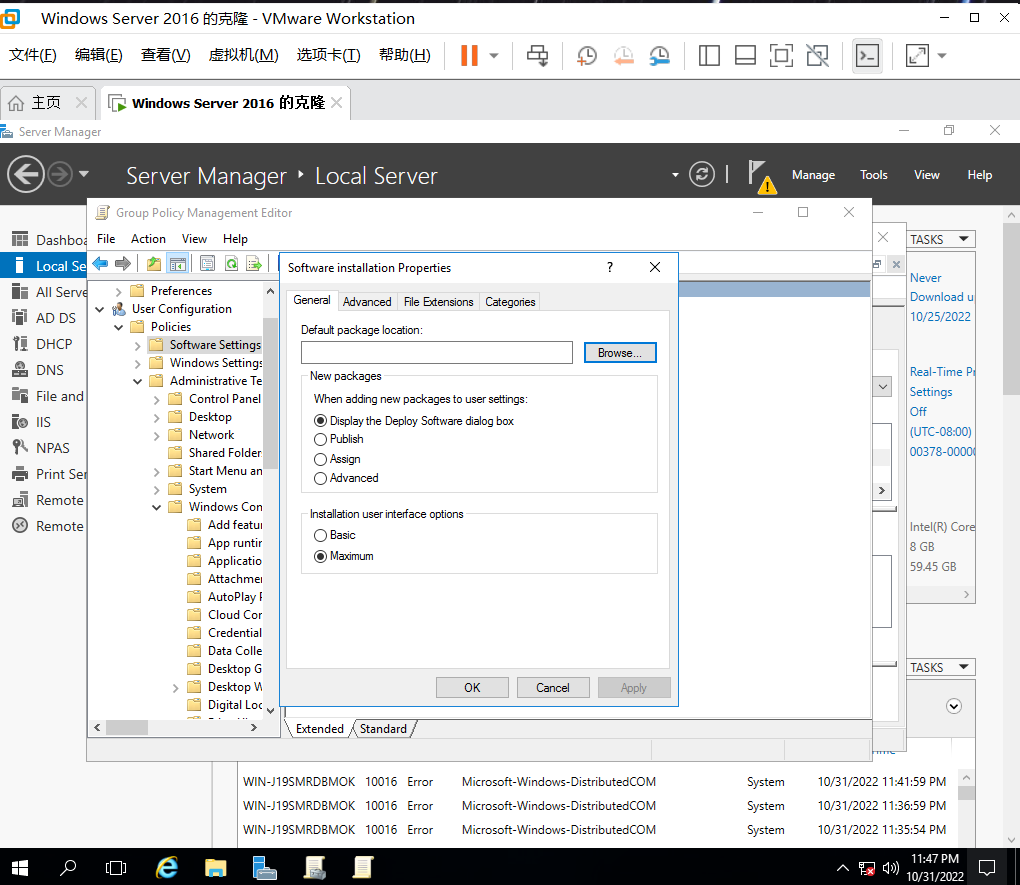 Windows Server 2016 的克隆 - VMware Workstation
文件(F) 编辑(E) 查看(V) 虚拟机(M) 选项卡(T) 帮助(H)
主页
Windows Server 2016 的克隆
Server Manager
Server Manager Local Server
Manage Tools View Help
Group Policy Management Editor
File Action View Help
Dashboa
Local Se
All Serve
AD DS
DHCP
DNS
File and
IIS
NPAS
Print Ser
Remote
Remote
Preferences
User Configuration
Policies
Software Settings
Windows Settings
Administrative Te
Control Panel
Desktop
Network
Shared Folder
Start Menu an
System
Windows Con
Add featur
App runtir
Applicatio
Attachmer
AutoPlay P
Cloud Cor
Credential
Data Colle
Desktop G
Desktop W
Digital Loc
Software installation Properties
?
General Advanced File Extensions Categories
Default package location:
Browse...
New packages
When adding new packages to user settings:
Display the Deploy Software dialog box
Publish
Assign
Advanced
Installation user interface options
Basic
Maximum
OK Cancel Apply
Extended Standard
TASKS
Never
Download u
10/25/2022
Real-Time Pr
Settings
Off
(UTC-08:00)
00378-0000
Intel(R) Core
8 GB
59.45 GB
TASKS
WIN-J19SMRDBMOK 10016 Error Microsoft-Windows-DistributedCOM System 10/31/2022 11:41:59 PM
WIN-J19SMRDBMOK 10016 Error Microsoft-Windows-DistributedCOM System 10/31/2022 11:36:59 PM
WIN-J19SMRDBMOK 10016 Error Microsoft-Windows-DistributedCOM System 10/31/2022 11:35:54 PM
11:47 PM
10/31/2022